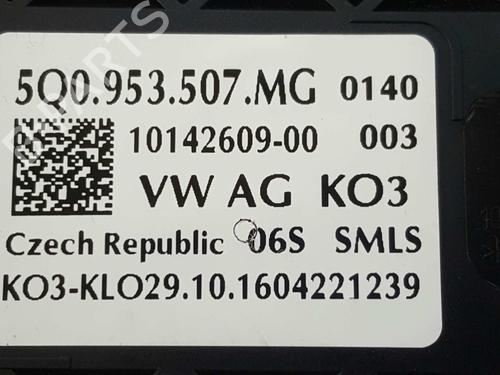 5Q0.953.507.MG 0140
10142609-00 003
VW AG KO3
Czech Republic 06S SMLS
KO3-KLO29.10.1604221239